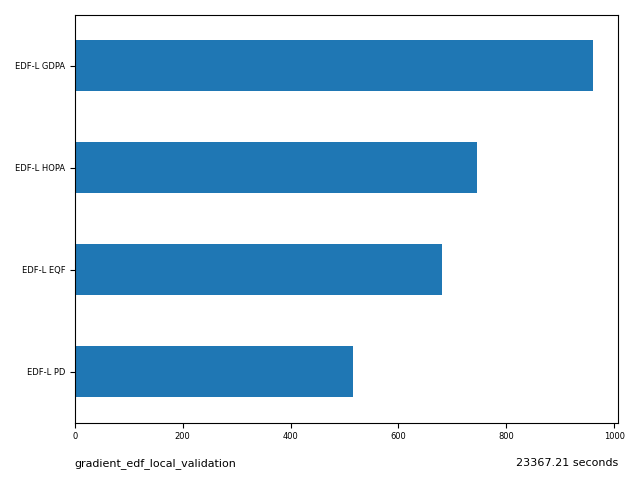 EDF-L GDPA
EDF-L HOPA
EDF-L EQF
EDF-L PD
0 200 400 600 800 1000
gradient_edf_local_validation 23367.21 seconds